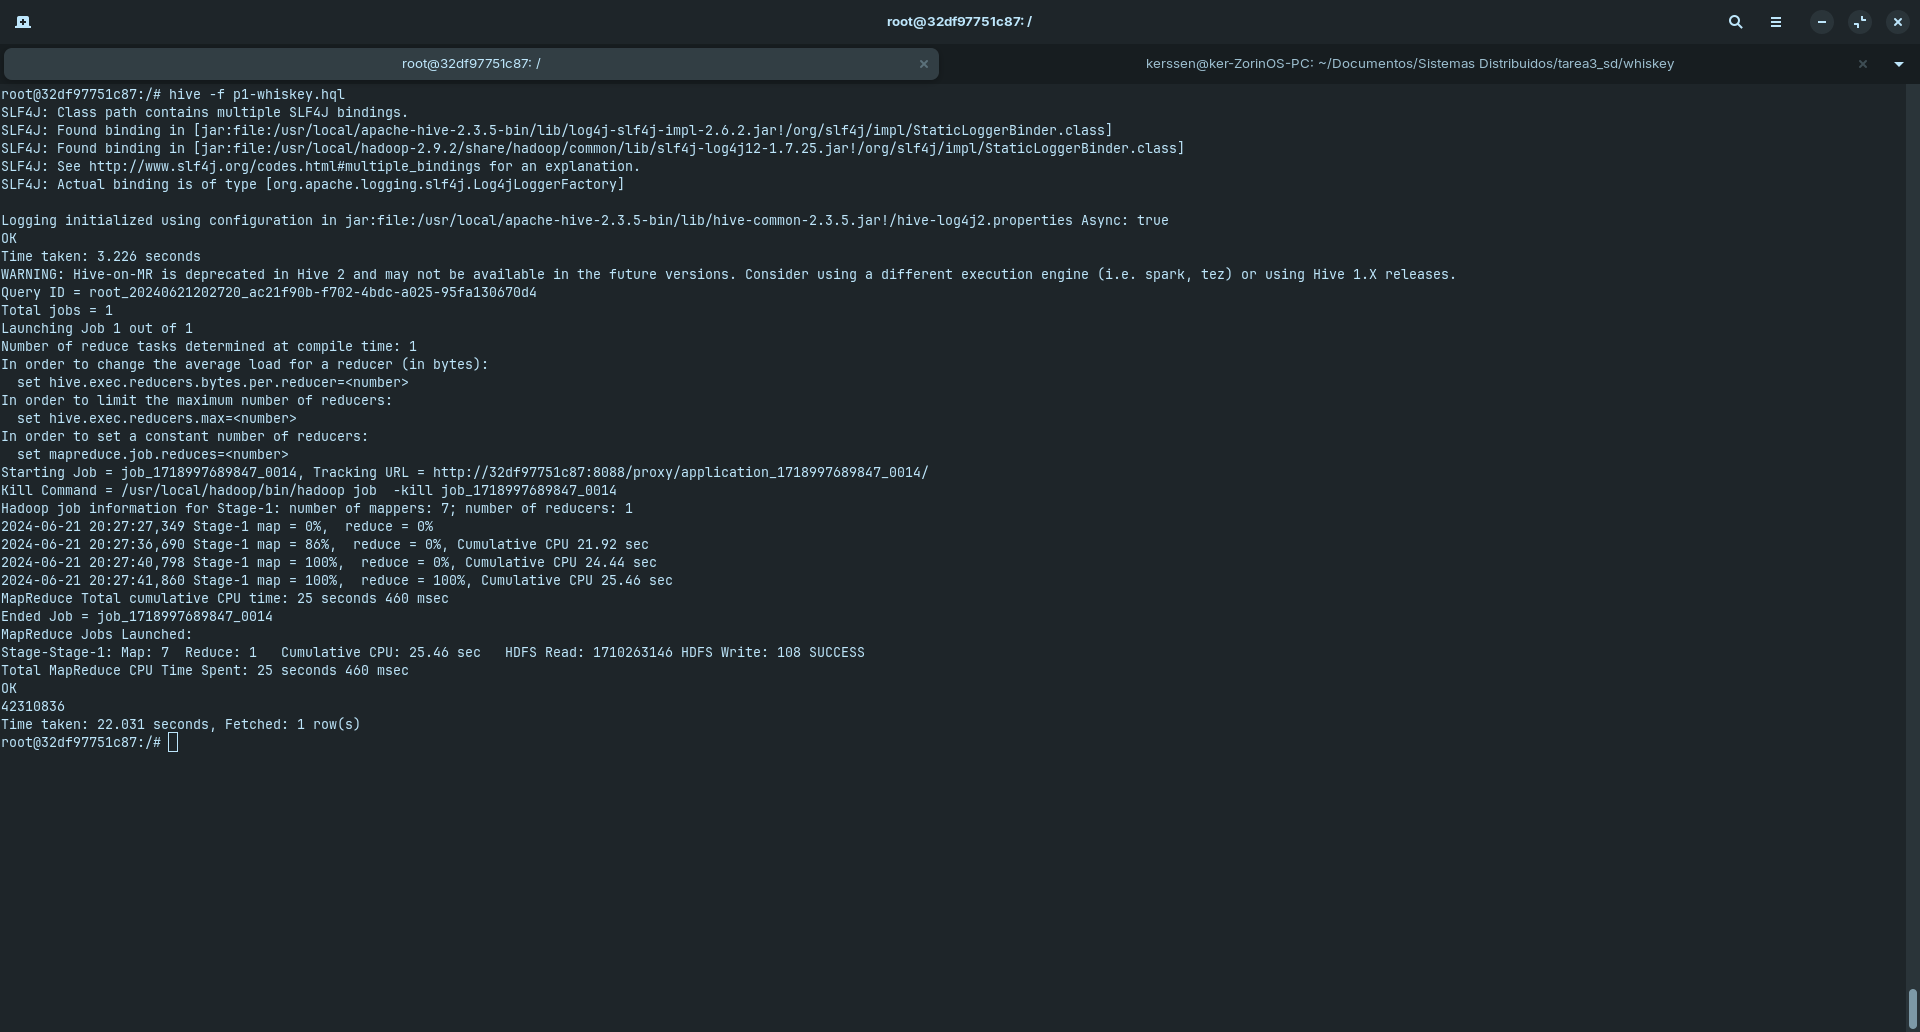 root@32df97751c87: /
root@32df97751c87: /
kerssen@ker-ZorinOS-PC: ~/Documentos/Sistemas Distribuidos/tarea3_sd/whiskey
root@32df97751c87:/# hive -f p1-whiskey.hql
SLF4J: Class path contains multiple SLF4J bindings.
SLF4J: Found binding in [jar:file:/usr/local/apache-hive-2.3.5-bin/lib/log4j-slf4j-impl-2.6.2.jar!/org/slf4j/impl/StaticLoggerBinder.class]
SLF4J: Found binding in [jar:file:/usr/local/hadoop-2.9.2/share/hadoop/common/lib/slf4j-log4j12-1.7.25.jar!/org/slf4j/impl/StaticLoggerBinder.class]
SLF4J: See http://www.slf4j.org/codes.html#multiple_bindings for an explanation.
SLF4J: Actual binding is of type [org.apache.logging.slf4j.Log4jLoggerFactory]

Logging initialized using configuration in jar:file:/usr/local/apache-hive-2.3.5-bin/lib/hive-common-2.3.5.jar!/hive-log4j2.properties Async: true
OK
Time taken: 3.226 seconds
WARNING: Hive-on-MR is deprecated in Hive 2 and may not be available in the future versions. Consider using a different execution engine (i.e. spark, tez) or using Hive 1.X releases.
Query ID = root_20240621202720_ac21f90b-f702-4bdc-a025-95fa130670d4
Total jobs = 1
Launching Job 1 out of 1
Number of reduce tasks determined at compile time: 1
In order to change the average load for a reducer (in bytes):
  set hive.exec.reducers.bytes.per.reducer=<number>
In order to limit the maximum number of reducers:
  set hive.exec.reducers.max=<number>
In order to set a constant number of reducers:
  set mapreduce.job.reduces=<number>
Starting Job = job_1718997689847_0014, Tracking URL = http://32df97751c87:8088/proxy/application_1718997689847_0014/
Kill Command = /usr/local/hadoop/bin/hadoop job  -kill job_1718997689847_0014
Hadoop job information for Stage-1: number of mappers: 7; number of reducers: 1
2024-06-21 20:27:27,349 Stage-1 map = 0%,  reduce = 0%
2024-06-21 20:27:36,690 Stage-1 map = 86%,  reduce = 0%, Cumulative CPU 21.92 sec
2024-06-21 20:27:40,798 Stage-1 map = 100%,  reduce = 0%, Cumulative CPU 24.44 sec
2024-06-21 20:27:41,860 Stage-1 map = 100%,  reduce = 100%, Cumulative CPU 25.46 sec
MapReduce Total cumulative CPU time: 25 seconds 460 msec
Ended Job = job_1718997689847_0014
MapReduce Jobs Launched:
Stage-Stage-1: Map: 7  Reduce: 1   Cumulative CPU: 25.46 sec   HDFS Read: 1710263146 HDFS Write: 108 SUCCESS
Total MapReduce CPU Time Spent: 25 seconds 460 msec
OK
42310836
Time taken: 22.031 seconds, Fetched: 1 row(s)
root@32df97751c87:/#